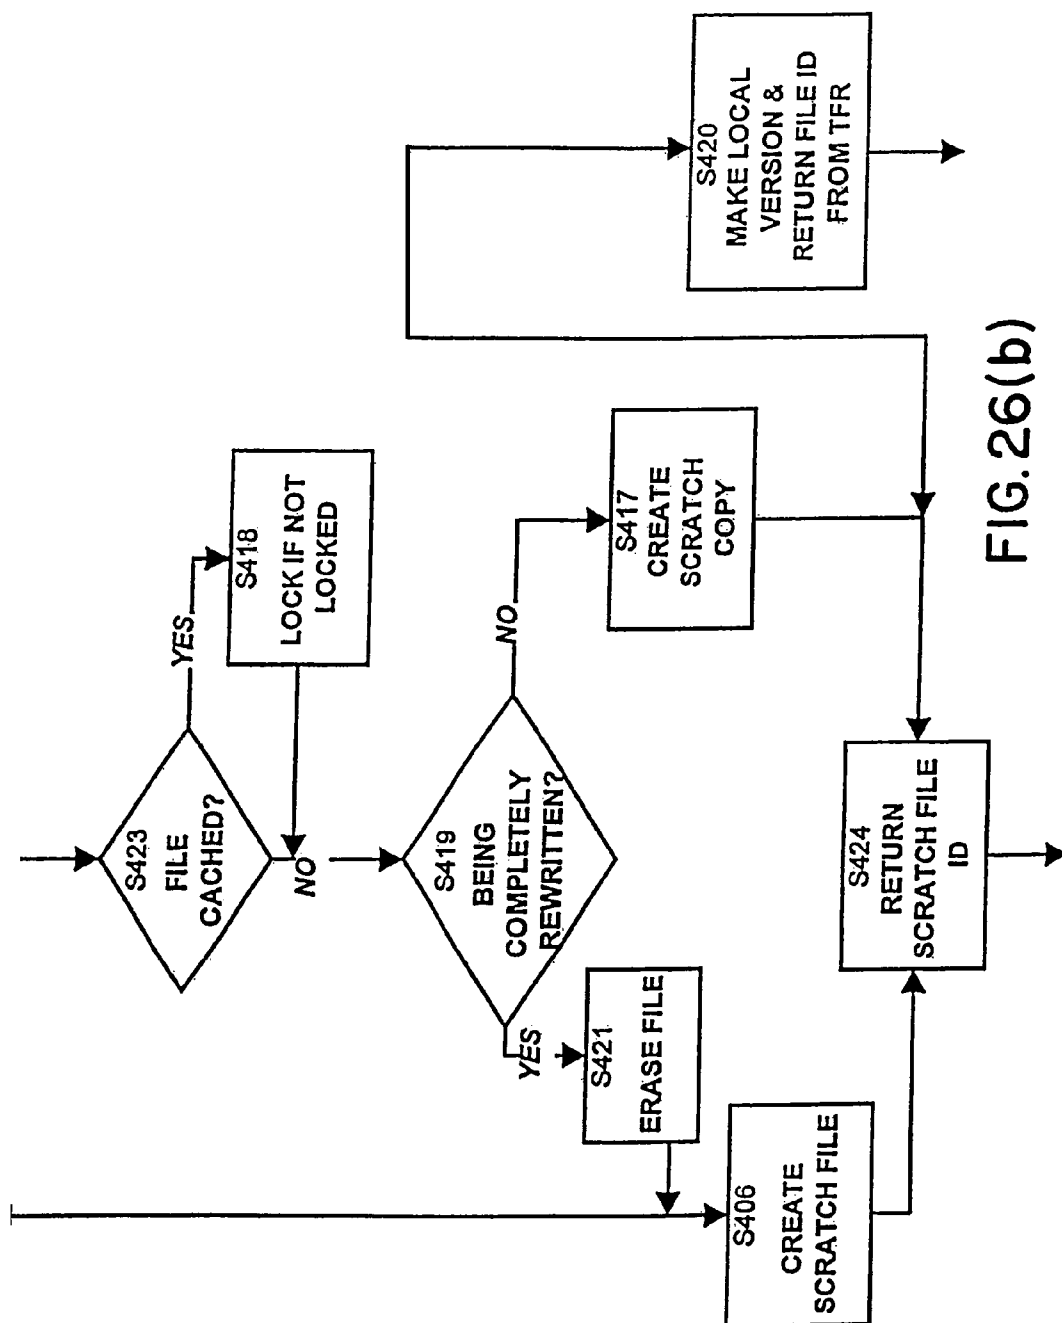 S423
FILE
CACHED?
YES
S418
LOCK IF NOT
LOCKED
NO
S419
BEING
COMPLETELY
REWRITTEN?
NO
S417
CREATE
SCRATCH
COPY
YES
S421
ERASE FILE
S406
CREATE
SCRATCH FILE
S424
RETURN
SCRATCH FILE
ID
S420
MAKE LOCAL
VERSION &
RETURN FILE ID
FROM TFR
FIG. 26(b)